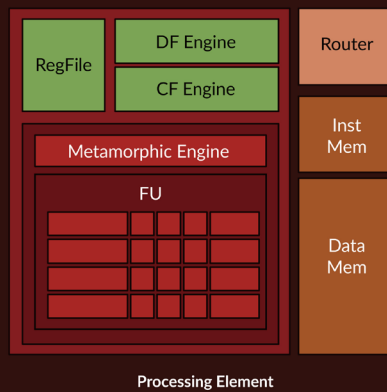 RegFile
DF Engine
CF Engine
Router
Inst
Mem
Metamorphic Engine
FU
Data
Mem
Processing Element